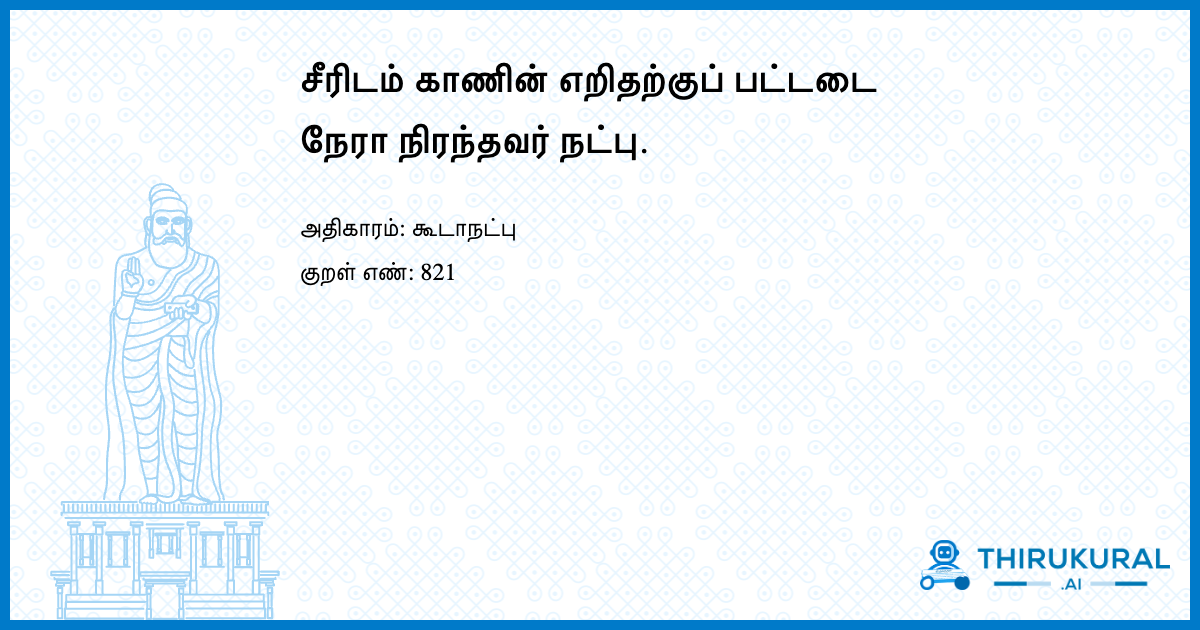 சீரிடம் காணின் எறிதற்குப் பட்டடை
நேரா நிரந்தவர் நட்பு.
அதிகாரம்: கூடாநட்பு
குறள் எண்: 821
THIRUKURAL
.AI